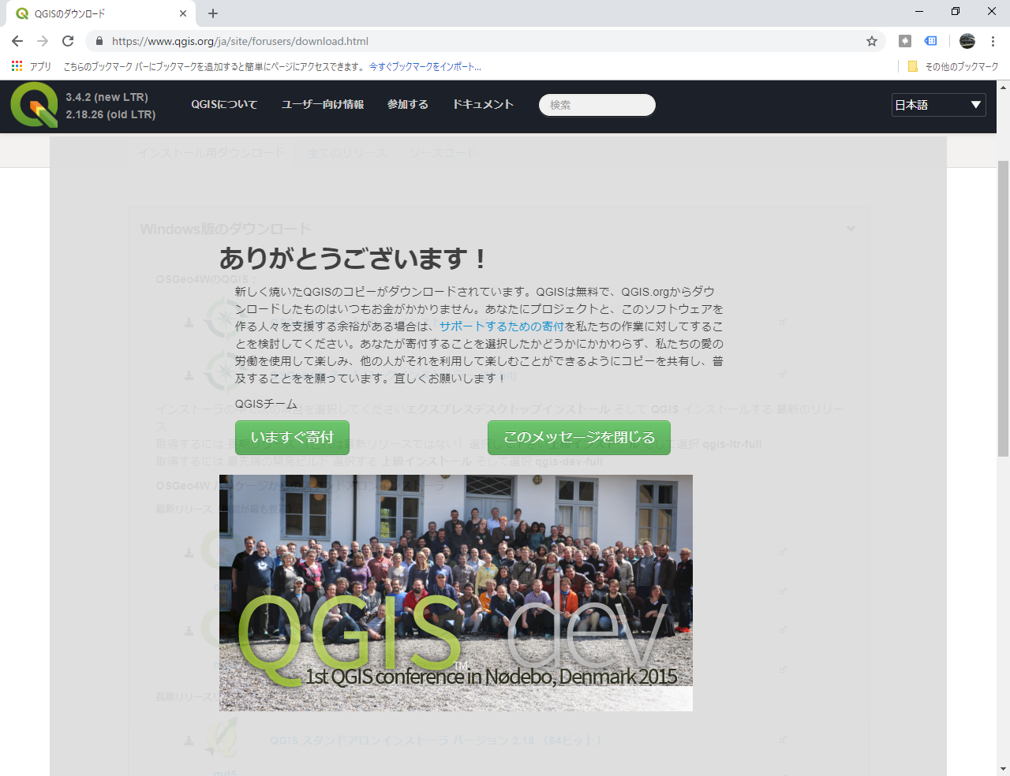 QGISのダウンロード
https://www.qgis.org/ja/site/forusers/download.html
アプリ こちらのブックマーク バーにブックマークを追加すると簡単にページにアクセスできます。 今すぐブックマークをインポート...
その他のブックマーク
3.4.2 (new LTR)
2.18.26 (old LTR)
QGISについて ユーザー向け情報 参加する ドキュメント 検索 日本語
インストール用ダウンロード 全てのリリース ソースコード
Windows版のダウンロード
ありがとうございます！
OSGeo4WのQGIS：
新しく焼いたQGISのコピーがダウンロードされています。QGISは無料で、QGIS.orgからダウ
ンロードしたものはいつもお金がかかりません。あなたにプロジェクトと、このソフトウェアを
作る人々を支援する余裕がある場合は、サポートするための寄付を私たちの作業に対してするこ
とを検討してください。あなたが寄付することを選択したかどうかにかかわらず、私たちの愛の
労働を使用して楽しみ、他の人がそれを利用して楽しむことができるようにコピーを共有し、普
及することをを願っています。宜しくお願いします！
QGISチーム
いますぐ寄付 このメッセージを閉じる
QGIS dev
1st QGIS conference in Nødebo, Denmark 2015
QGIS スタンドアロンインストーラ バージョン 2.18 （64ビット）